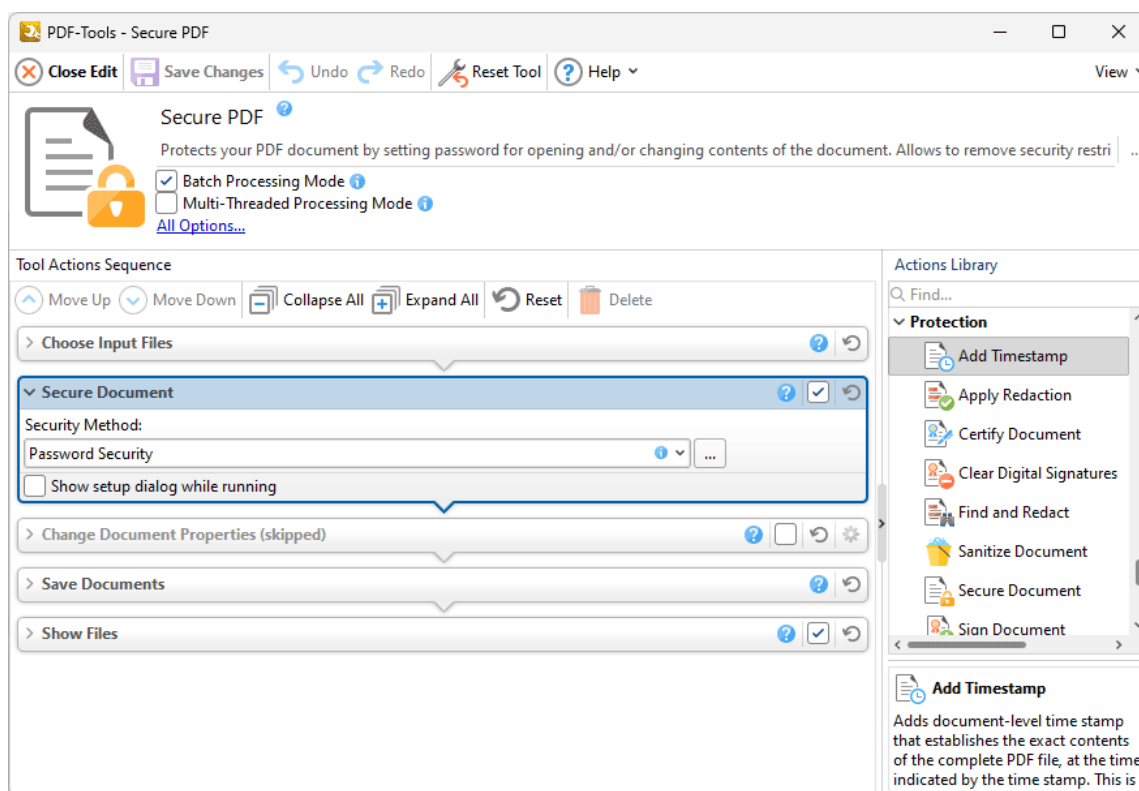 PDF-Tools - Secure PDF
Close Edit Save Changes Undo Redo Reset Tool Help View
Secure PDF
Protects your PDF document by setting password for opening and/or changing contents of the document. Allows to remove security restri ...
Batch Processing Mode
Multi-Threaded Processing Mode
All Options...
Tool Actions Sequence
Move Up Move Down Collapse All Expand All Reset Delete
Choose Input Files
Secure Document
Security Method:
Password Security ...
Show setup dialog while running
Change Document Properties (skipped)
Save Documents
Show Files
Actions Library
Find...
Protection
Add Timestamp
Apply Redaction
Certify Document
Clear Digital Signatures
Find and Redact
Sanitize Document
Secure Document
Sign Document
Add Timestamp
Adds document-level time stamp
that establishes the exact contents
of the complete PDF file, at the time
indicated by the time stamp. This is